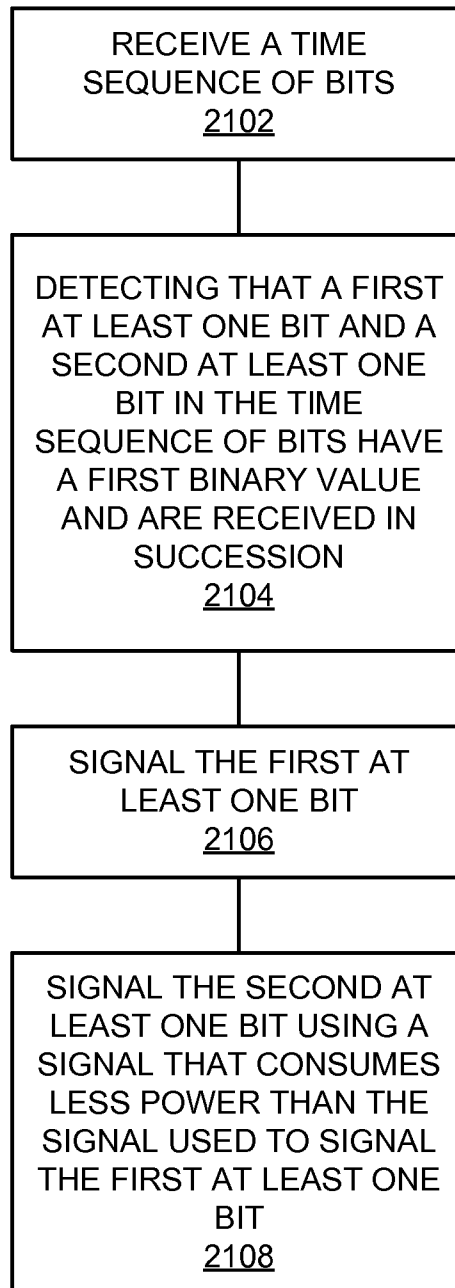 RECEIVE A TIME
SEQUENCE OF BITS
2102
DETECTING THAT A FIRST
AT LEAST ONE BIT AND A
SECOND AT LEAST ONE
BIT IN THE TIME
SEQUENCE OF BITS HAVE
A FIRST BINARY VALUE
AND ARE RECEIVED IN
SUCCESSION
2104
SIGNAL THE FIRST AT
LEAST ONE BIT
2106
SIGNAL THE SECOND AT
LEAST ONE BIT USING A
SIGNAL THAT CONSUMES
LESS POWER THAN THE
SIGNAL USED TO SIGNAL
THE FIRST AT LEAST ONE
BIT
2108